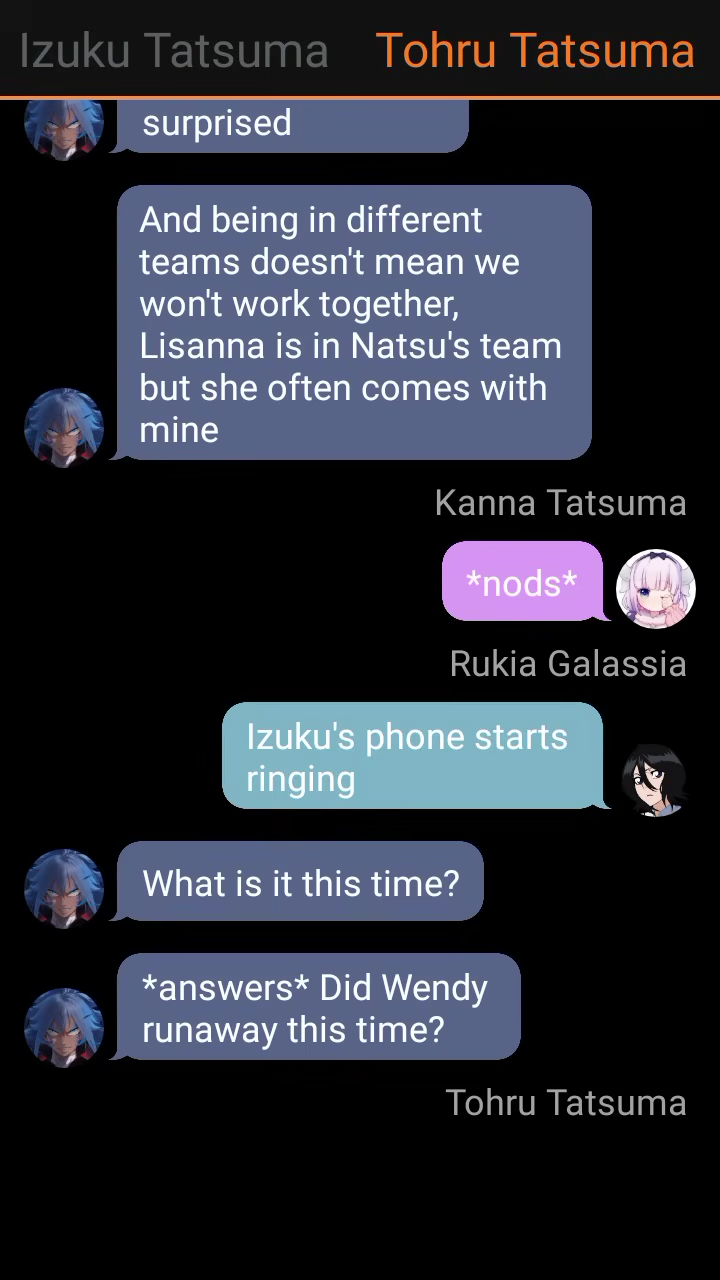 Izuku Tatsuma Tohru Tatsuma
surprised
And being in different
teams doesn't mean we
won't work together,
Lisanna is in Natsu's team
but she often comes with
mine
Kanna Tatsuma
*nods*
Rukia Galassia
Izuku's phone starts
ringing
What is it this time?
*answers* Did Wendy
runaway this time?
Tohru Tatsuma